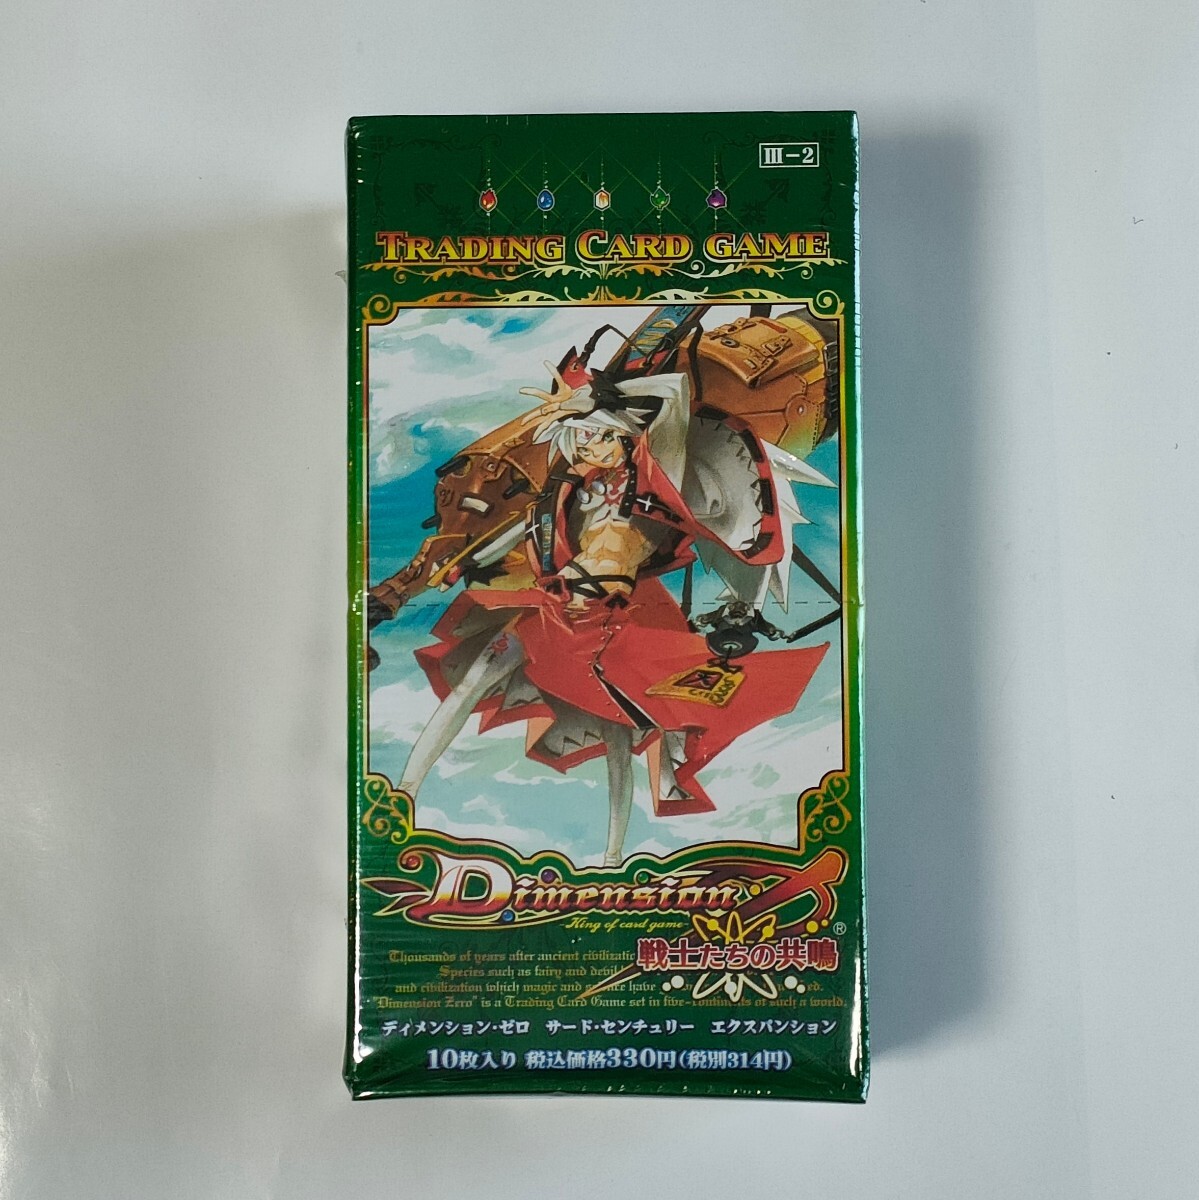 III-2
TRADING CARD GAME
天
Dimension
King of card game
®
戦士たちの共鳴
Thousands of years after ancient
Species such as fairy and devil
and civilization which magic and have
"Dimension Zero" is a Trading Card Game set in five-continents of such a world.
ディメンション・ゼロ サード・センチュリー エクスパンション
10枚入り 税込価格330円(税別314円)